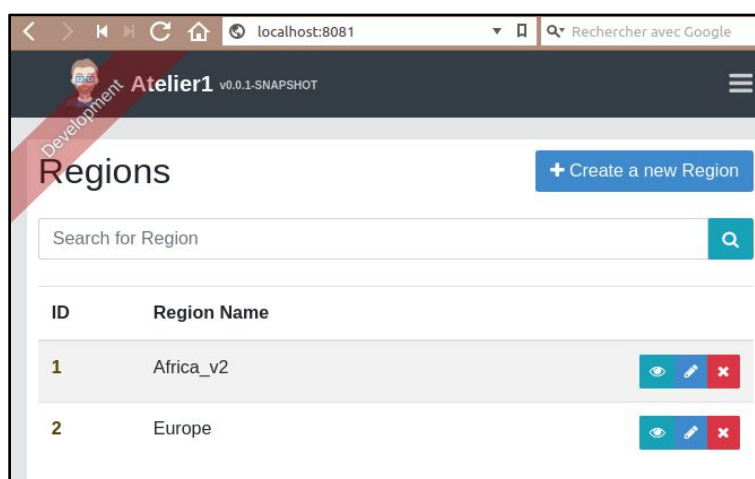 localhost:8081
Rechercher avec Google
Development
Atelier1 v0.0.1-SNAPSHOT
Regions
Create a new Region
Search for Region
ID Region Name
1 Africa_v2
2 Europe